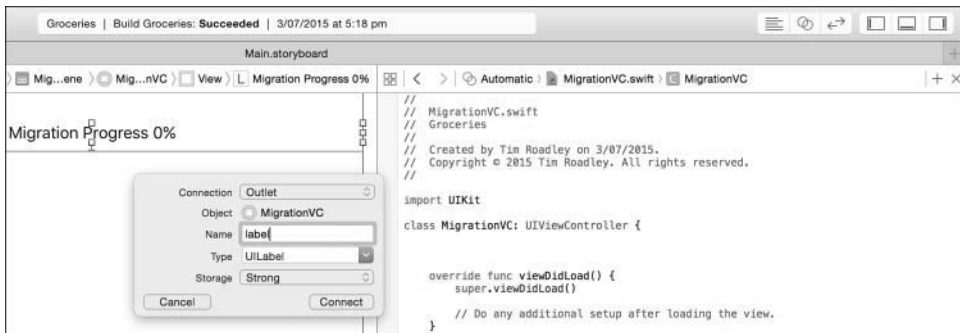 Groceries | Build Groceries: Succeeded | 3/07/2015 at 5:18 pm
Main.storyboard
Mig...ene Mig...nVC View L Migration Progress 0%
Automatic MigrationVC.swift C MigrationVC
Migration Progress 0%
Connection Outlet
Object MigrationVC
Name label
Type UILabel
Storage Strong
Cancel Connect
//
// MigrationVC.swift
// Groceries
//
// Created by Tim Roadley on 3/07/2015.
// Copyright © 2015 Tim Roadley. All rights reserved.
//
import UIKit
class MigrationVC: UIViewController {
override func viewDidLoad() {
super.viewDidLoad()
// Do any additional setup after loading the view.
}